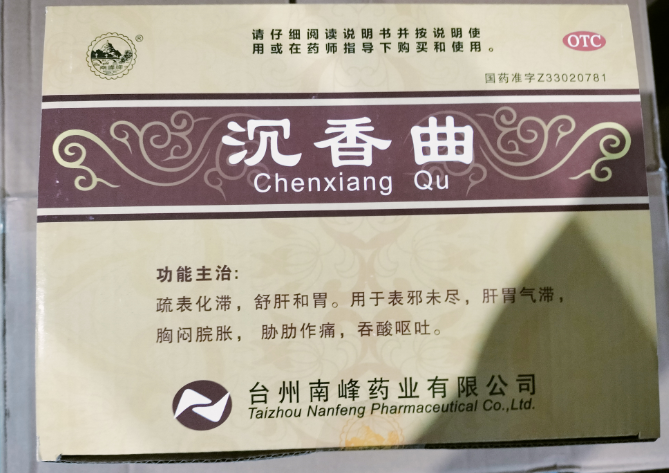 请仔细阅读说明书并按说明使
用或在药师指导下购买和使用。
OTC
国药准字Z33020781
沉香曲
Chenxiang Qu
功能主治:
疏表化滞,舒肝和胃。用于表邪未尽,肝胃气滞,
胸闷脘胀,胁肋作痛,吞酸呕吐。
台州南峰药业有限公司
Taizhou Nanfeng Pharmaceutical Co.,Ltd.